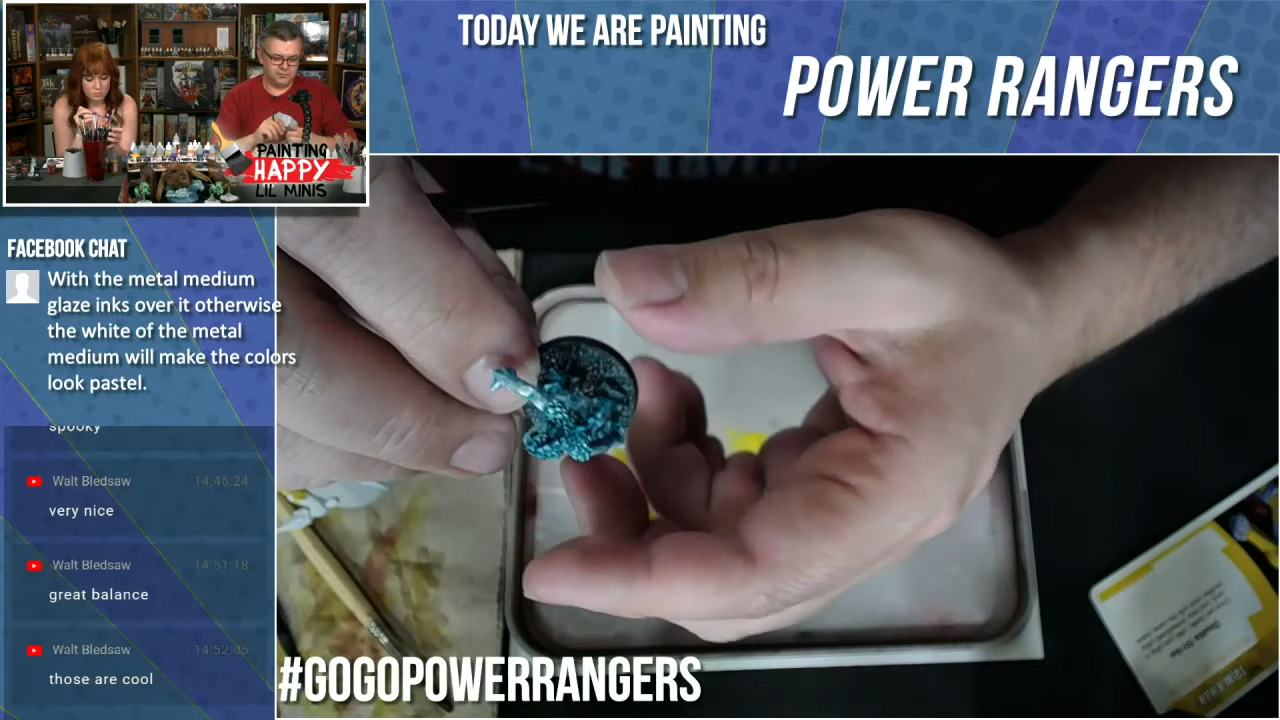 TODAY WE ARE PAINTING
POWER RANGERS
PAINTING
HAPPY
LIL MINIS
FACEBOOK CHAT
With the metal medium
glaze inks over it otherwise
the white of the metal
medium will make the colors
look pastel.
spooky
Walt Bledsaw 14:46:24
very nice
Walt Bledsaw 14:51:18
great balance
Walt Bledsaw 14:52:05
those are cool
#GOGOPOWERRANGERS